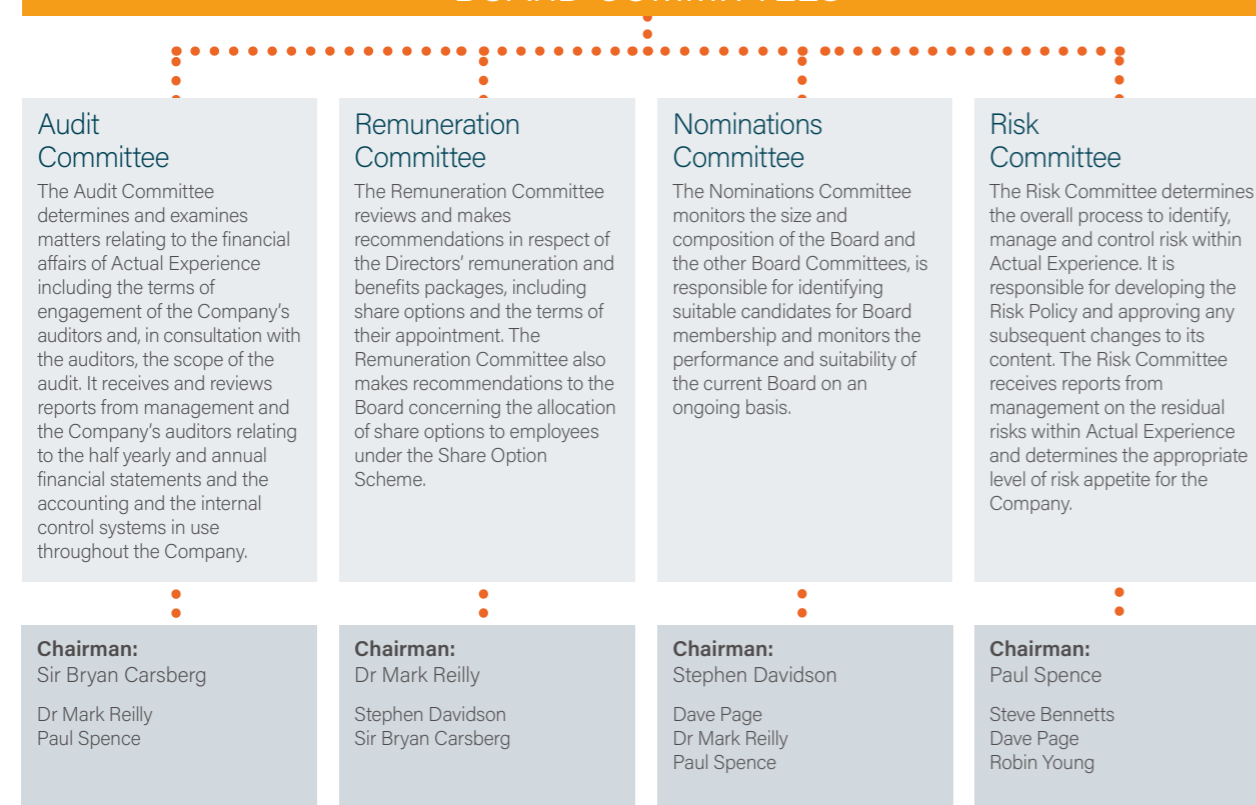 BOARD COMMITTEES
Audit
Committee
The Audit Committee
determines and examines
matters relating to the financial
affairs of Actual Experience
including the terms of
engagement of the Company's
auditors and, in consultation with
the auditors, the scope of the
audit. It receives and reviews
reports from management and
the Company's auditors relating
to the half yearly and annual
financial statements and the
accounting and the internal
control systems in use
throughout the Company.
Chairman:
Sir Bryan Carsberg
Dr Mark Reilly
Paul Spence
Remuneration
Committee
The Remuneration Committee
reviews and makes
recommendations in respect of
the Directors' remuneration and
benefits packages, including
share options and the terms of
their appointment. The
Remuneration Committee also
makes recommendations to the
Board concerning the allocation
of share options to employees
under the Share Option
Scheme.
Chairman:
Dr Mark Reilly
Stephen Davidson
Sir Bryan Carsberg
Nominations
Committee
The Nominations Committee
monitors the size and
composition of the Board and
the other Board Committees, is
responsible for identifying
suitable candidates for Board
membership and monitors the
performance and suitability of
the current Board on an
ongoing basis.
Chairman:
Stephen Davidson
Dave Page
Dr Mark Reilly
Paul Spence
Risk
Committee
The Risk Committee determines
the overall process to identify,
manage and control risk within
Actual Experience. It is
responsible for developing the
Risk Policy and approving any
subsequent changes to its
content. The Risk Committee
receives reports from
management on the residual
risks within Actual Experience
and determines the appropriate
level of risk appetite for the
Company.
Chairman:
Paul Spence
Steve Bennetts
Dave Page
Robin Young